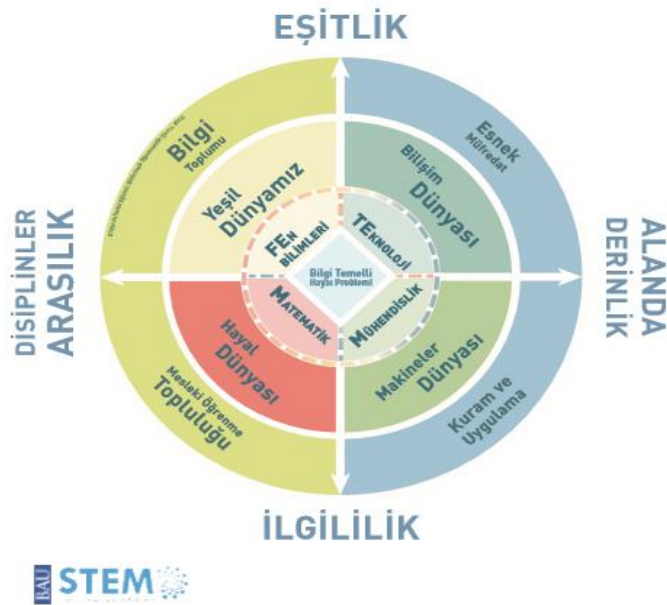 EŞİTLİK
Bilgi
Toplumu
Esnek
Müfredat
Yeşil
Dünyamız
Bilişim
Dünyası
FEN
BİLİMLERİ
TEKNOLOJİ
DİSİPLİNLER
ARASILIK
Bilgi Temelli
Hayat Problemi
ALANDA
DERİNLİK
MATEMATİK
MÜHENDİSLİK
Hayal
Dünyası
Makineler
Dünyası
Mesleki Öğrenme
Topluluğu
Kuram ve
Uygulama
İLGİLİLİK
BAU STEM